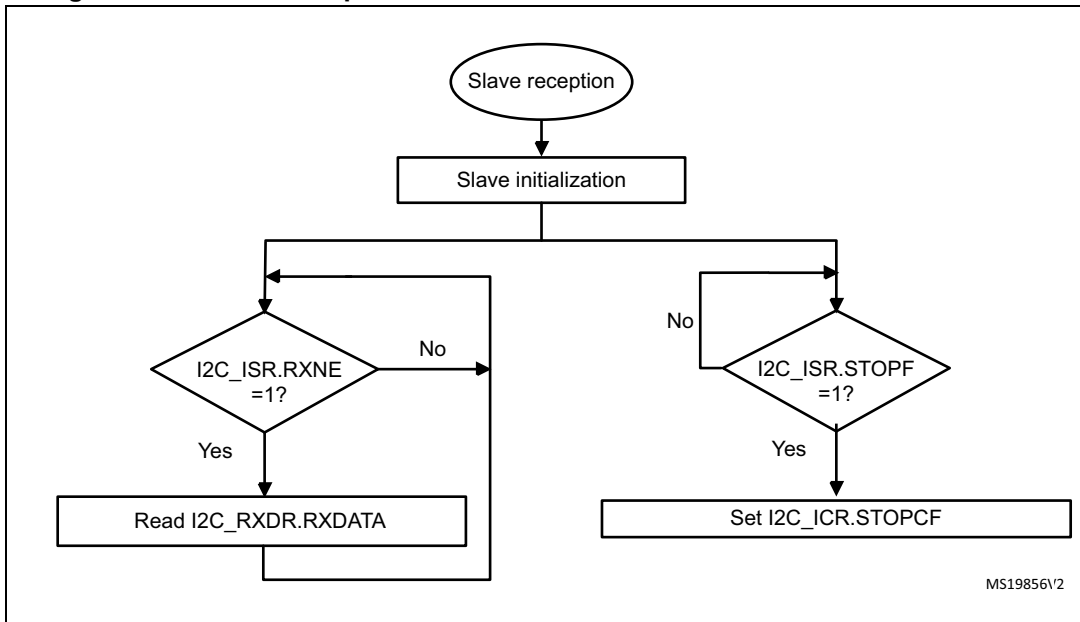 Slave reception
Slave initialization
No
No
I2C_ISR.RXNE
=1?
I2C_ISR.STOPF
=1?
Yes
Yes
Read I2C_RXDR.RXDATA
Set I2C_ICR.STOPCF